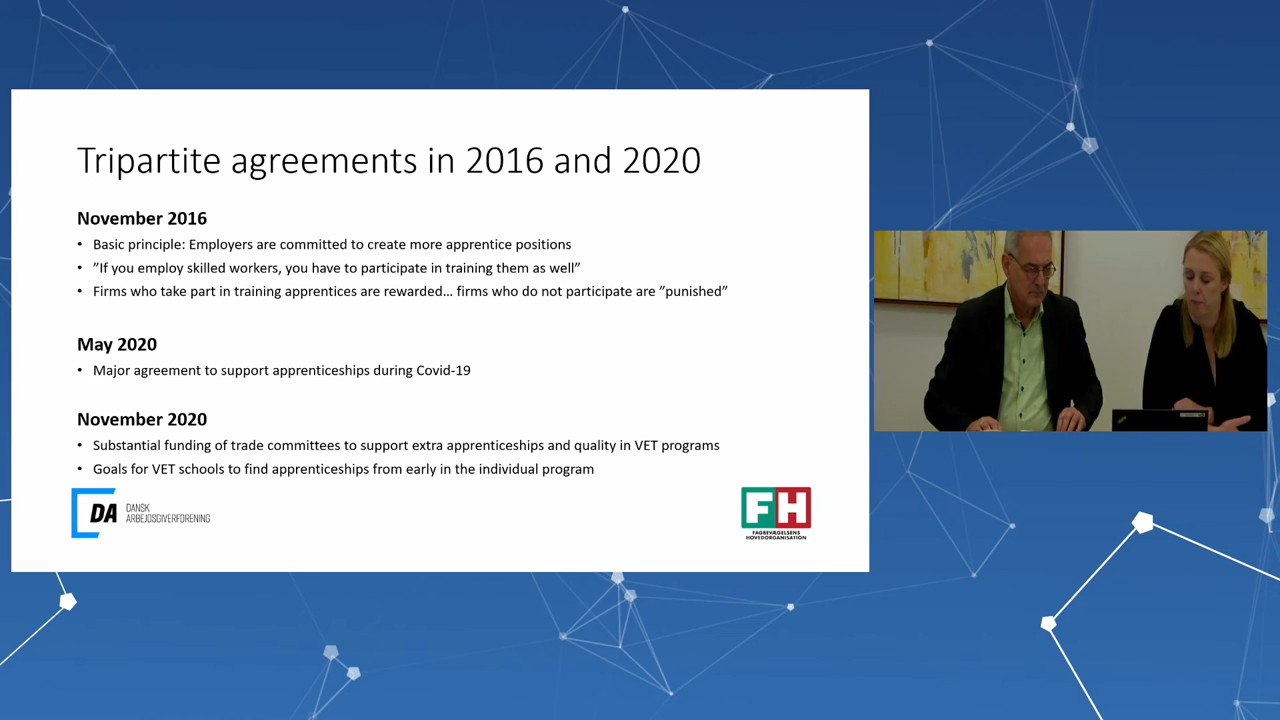 Tripartite agreements in 2016 and 2020
November 2016
• Basic principle: Employers are committed to create more apprentice positions
• ”If you employ skilled workers, you have to participate in training them as well”
• Firms who take part in training apprentices are rewarded... firms who do not participate are ”punished”
May 2020
• Major agreement to support apprenticeships during Covid-19
November 2020
• Substantial funding of trade committees to support extra apprenticeships and quality in VET programs
• Goals for VET schools to find apprenticeships from early in the individual program
DA
DANSK
ARBEJDSGIVERFORENING
FH
FAGBEVÆGELSENS
HOVEDORGANISATION